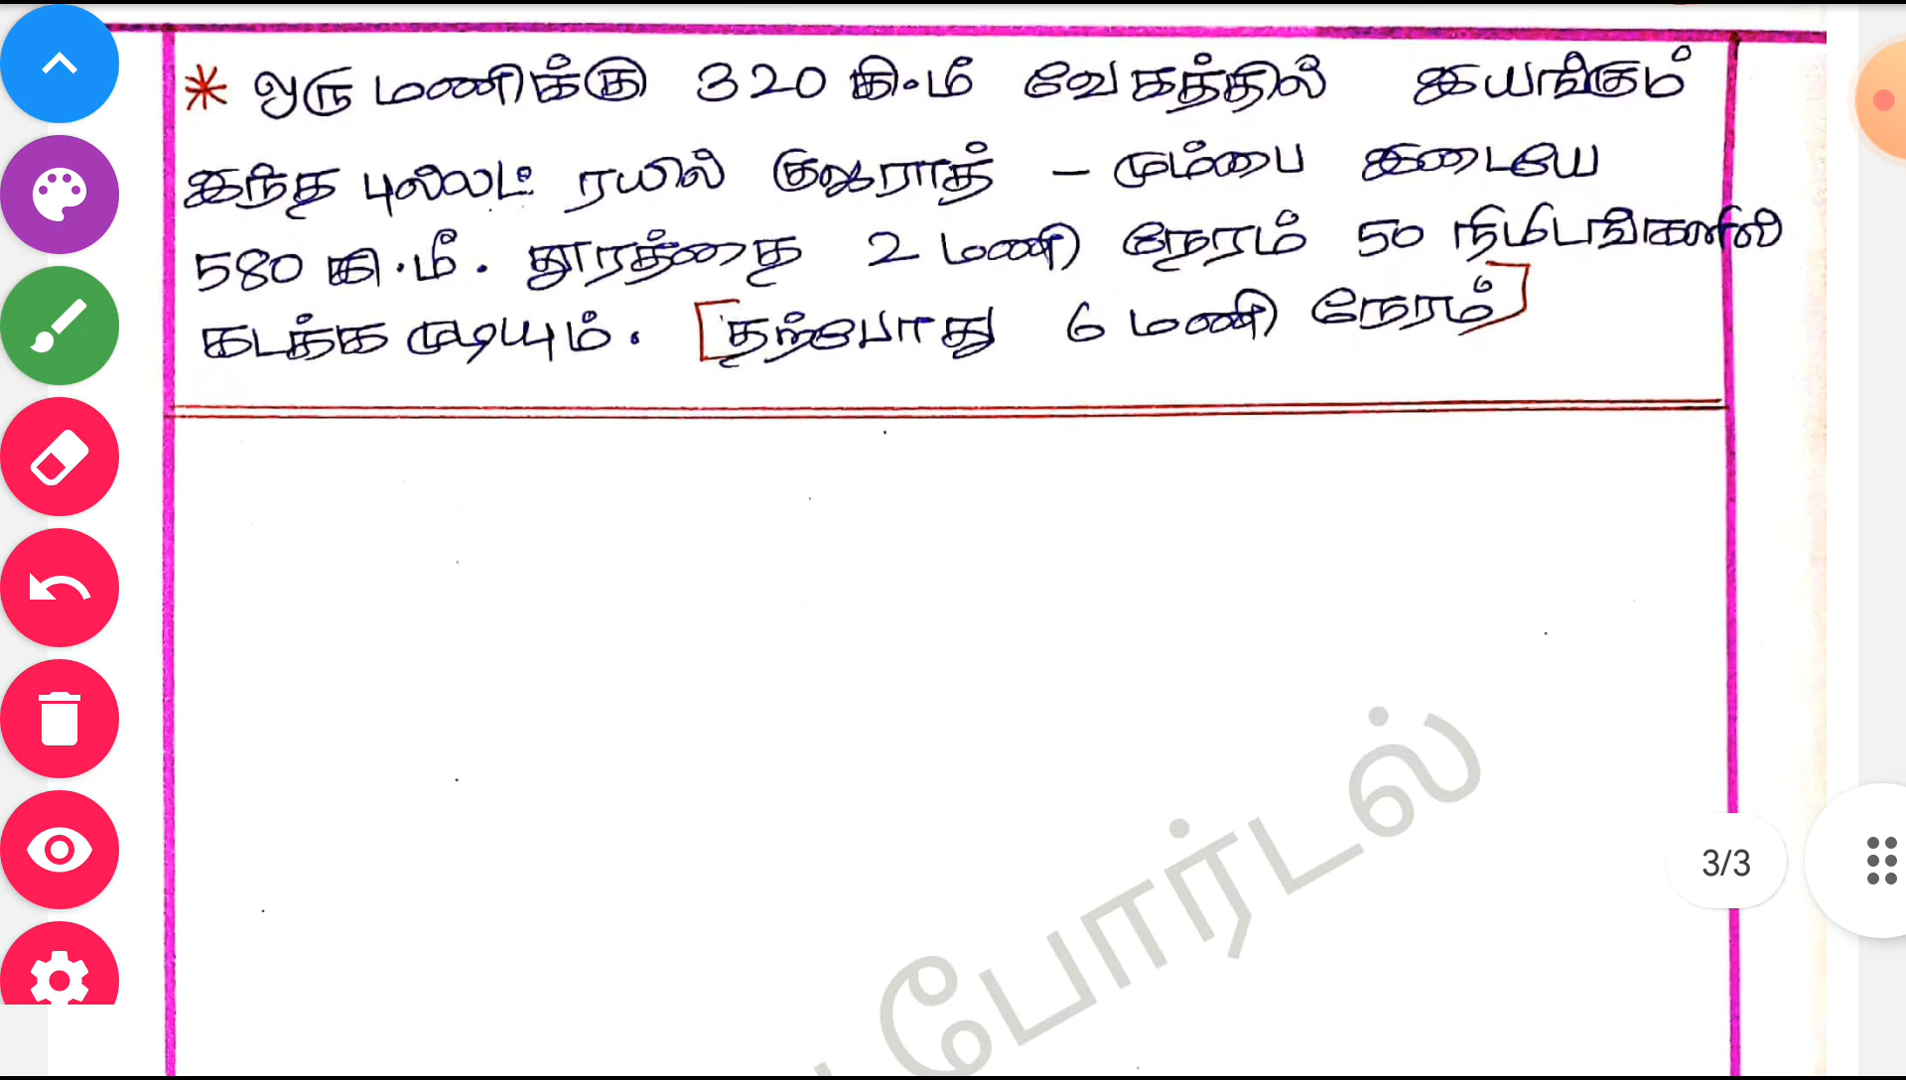 * ஒரு மணிக்கு 320 கி.மீ வேகத்தில் இயங்கும்
இந்த புல்லட் ரயில் குஜராத் - மும்பை இடையே
580 கி.மீ. தூரத்தை 2 மணி நேரம் 50 நிமிடங்களில்
கடக்க முடியும். [தற்போது 6 மணி நேரம்]
போர்டல்
3/3